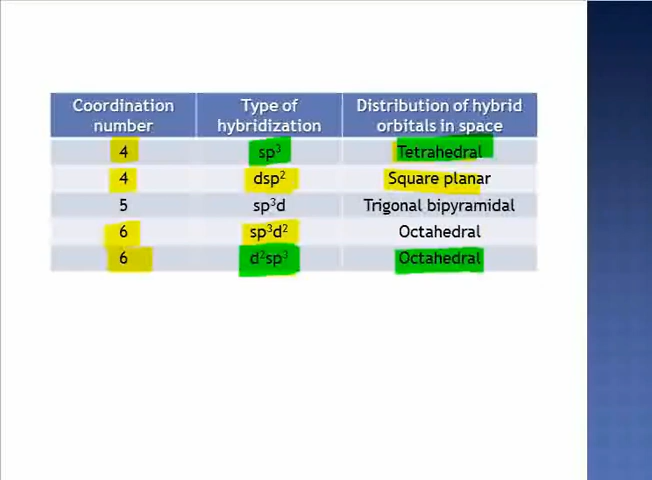 Coordination number | Type of hybridization | Distribution of hybrid orbitals in space
4 | sp³ | Tetrahedral
4 | dsp² | Square planar
5 | sp³d | Trigonal bipyramidal
6 | sp³d² | Octahedral
6 | d²sp³ | Octahedral